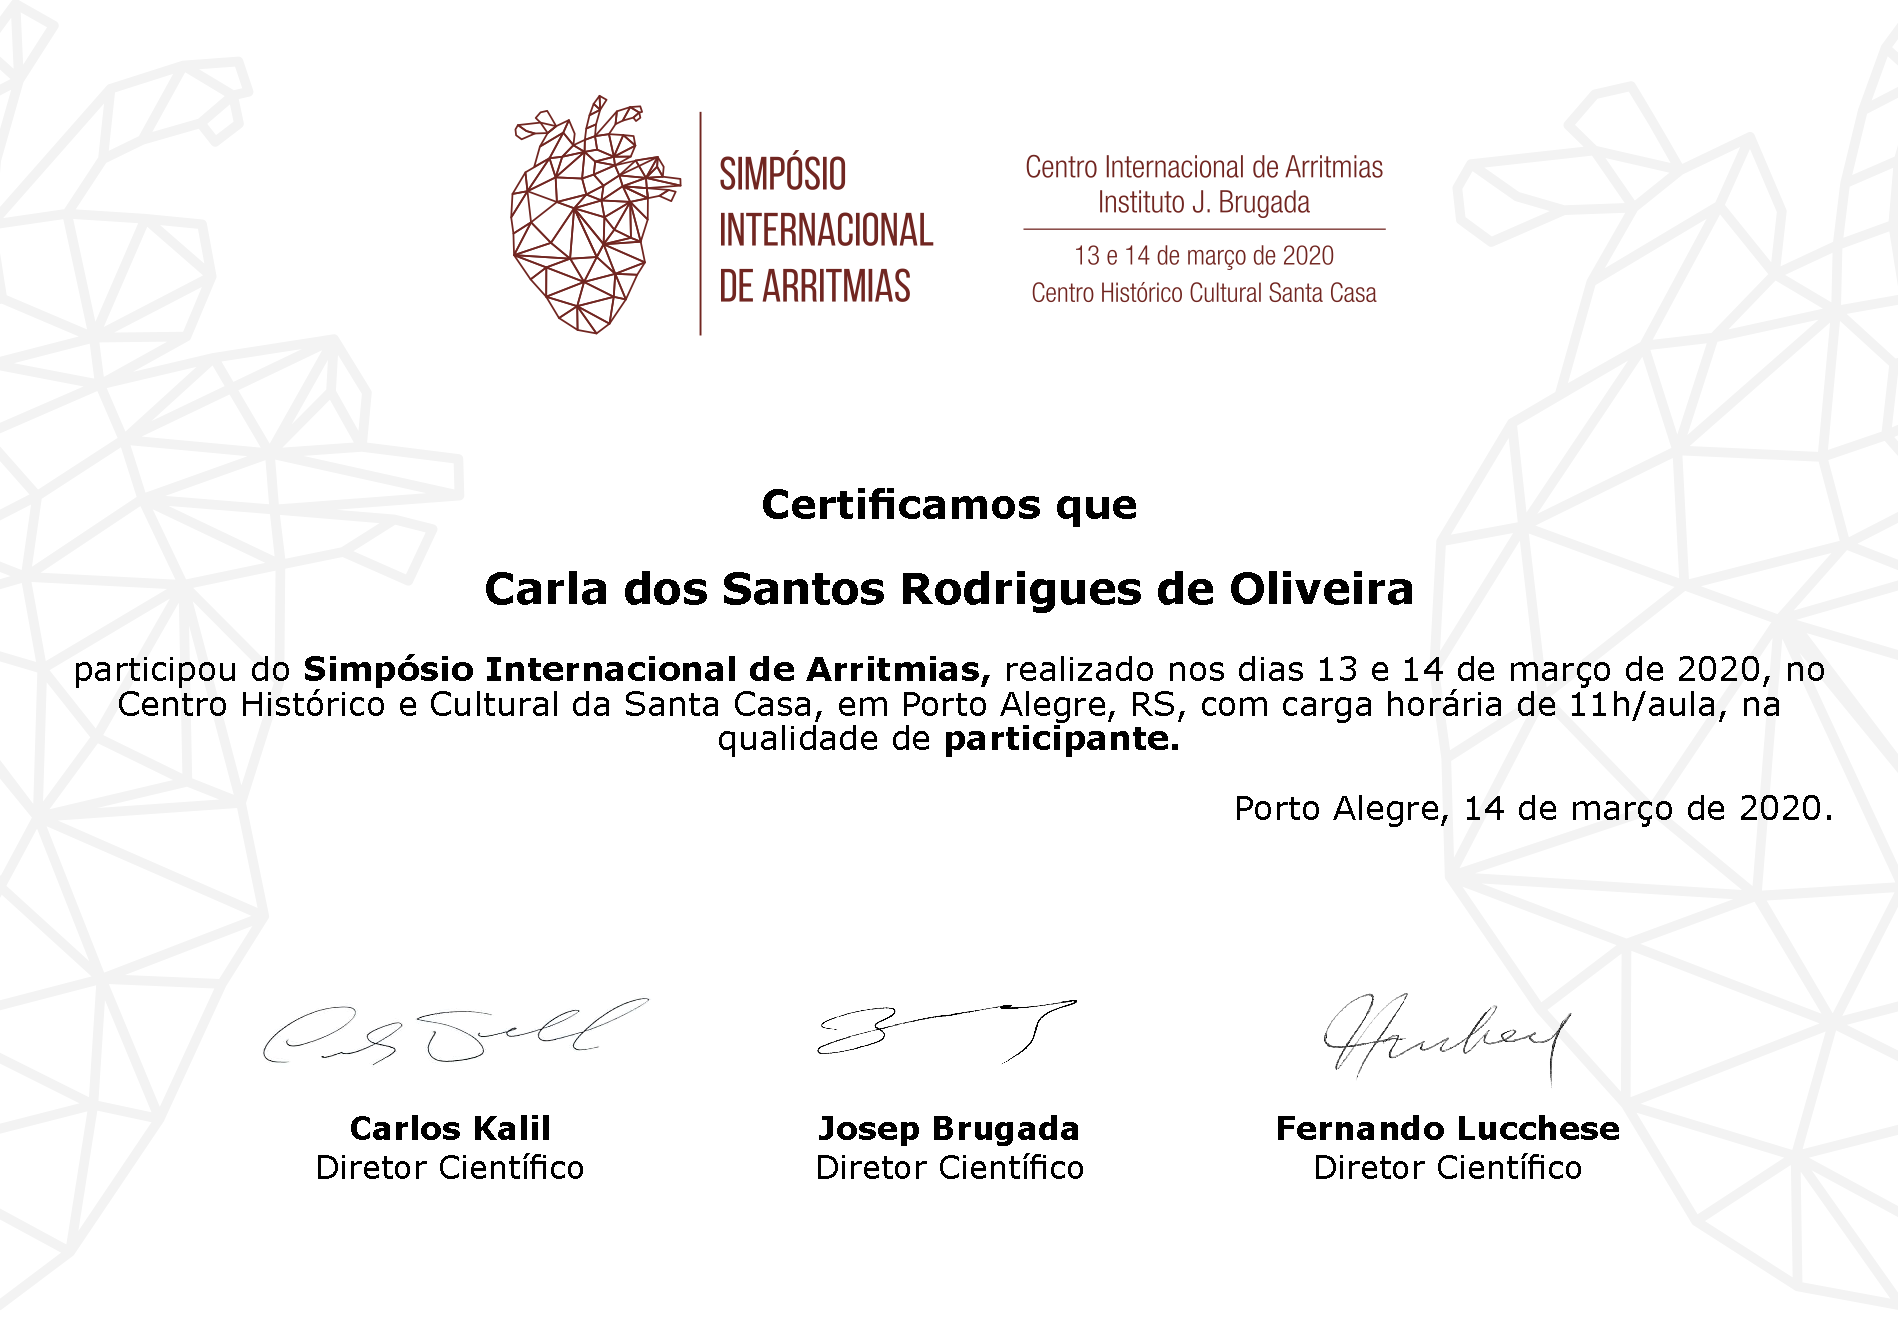 SIMPÓSIO
INTERNACIONAL
DE ARRITMIAS
Centro Internacional de Arritmias
Instituto J. Brugada
13 e 14 de março de 2020
Centro Histórico Cultural Santa Casa
Certificamos que
Carla dos Santos Rodrigues de Oliveira
participou do Simpósio Internacional de Arritmias, realizado nos dias 13 e 14 de março de 2020, no
Centro Histórico e Cultural da Santa Casa, em Porto Alegre, RS, com carga horária de 11h/aula, na
qualidade de participante.
Porto Alegre, 14 de março de 2020.
Carlos Kalil
Diretor Científico
Josep Brugada
Diretor Científico
Fernando Lucchese
Diretor Científico